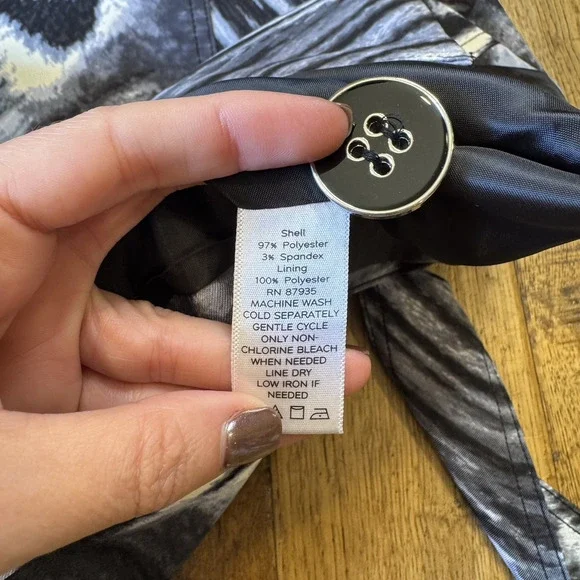 Shell
97% Polyester
3% Spandex
Lining
100% Polyester
RN 87935
MACHINE WASH
COLD SEPARATELY
GENTLE CYCLE
ONLY NON-
CHLORINE BLEACH
WHEN NEEDED
LINE DRY
LOW IRON IF
NEEDED